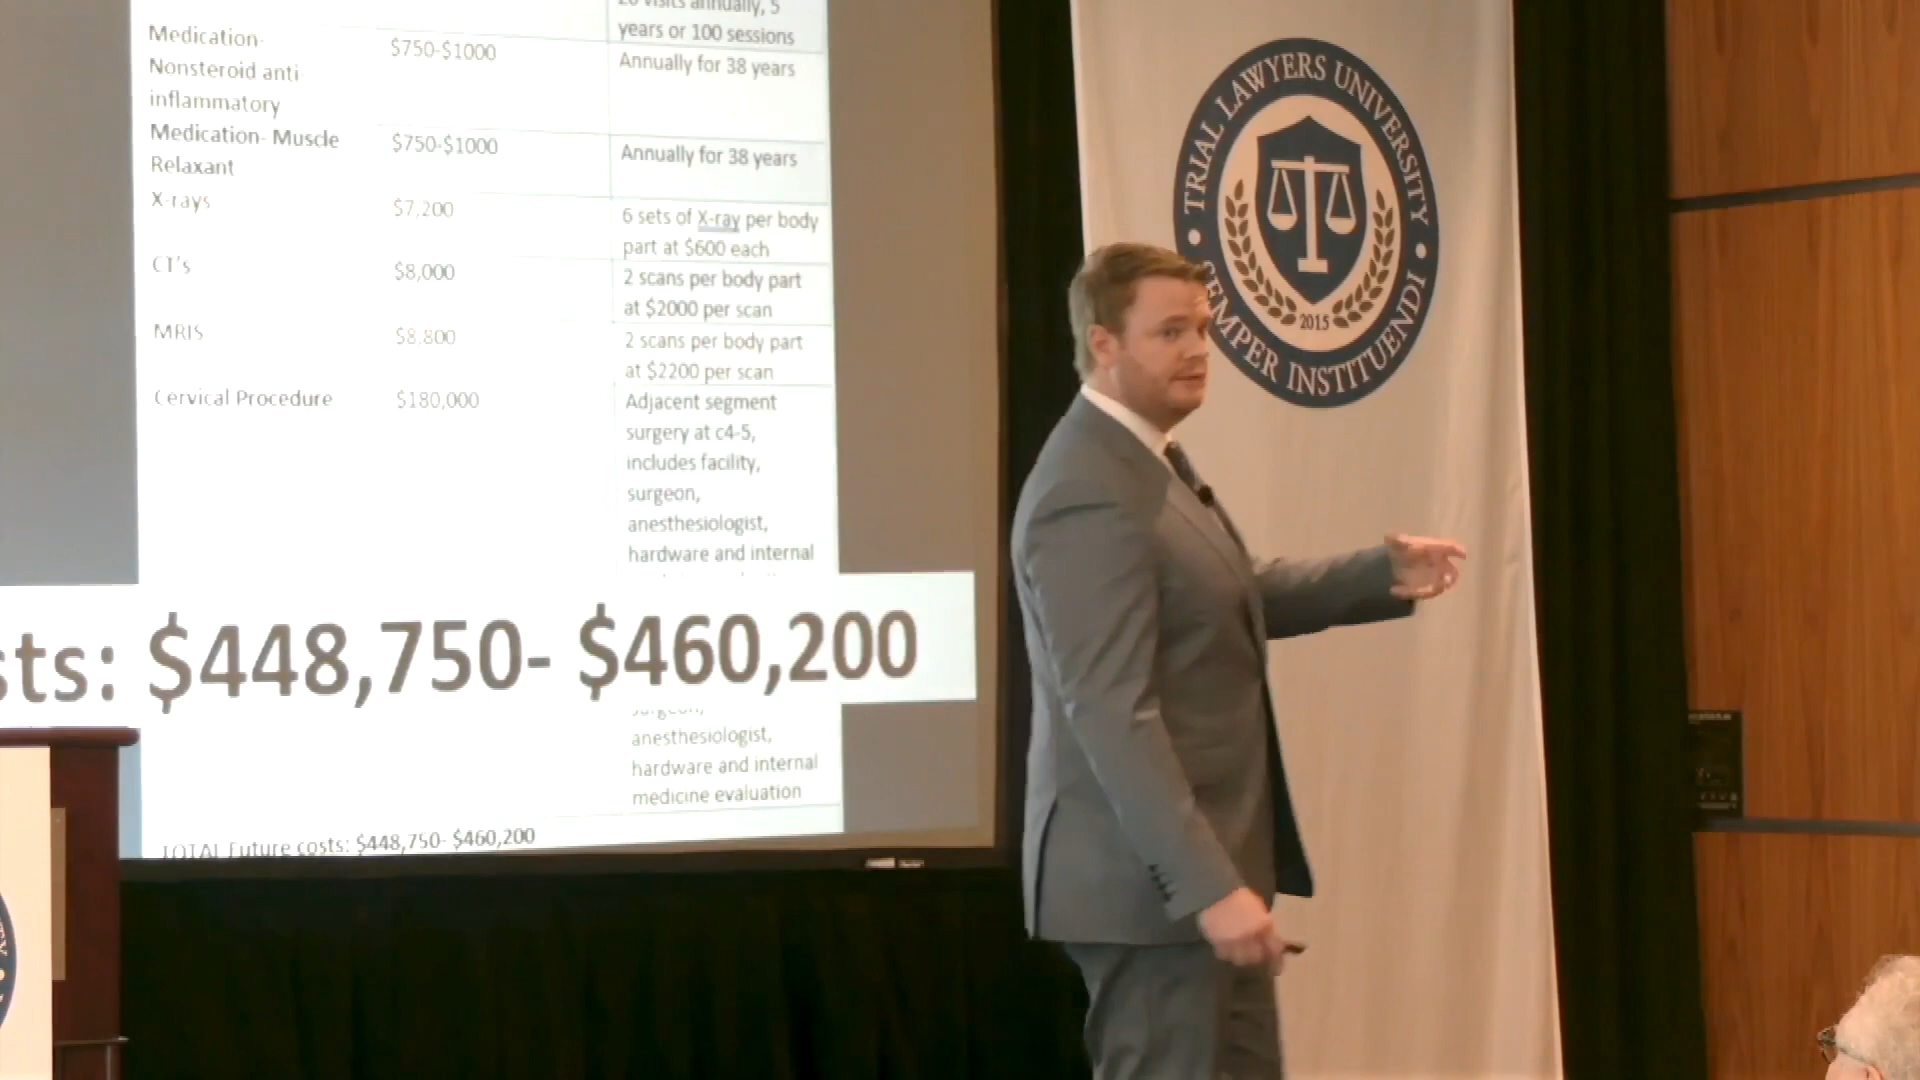 visits annually, 5
years or 100 sessions
Medication-
Nonsteroid anti
inflammatory
$750-$1000
Annually for 38 years
Medication- Muscle
Relaxant
$750-$1000
Annually for 38 years
X-rays
$7,200
6 sets of X-ray per body
part at $600 each
CT's
$8,000
2 scans per body part
at $2000 per scan
MRIS
$8,800
2 scans per body part
at $2200 per scan
Cervical Procedure
$180,000
Adjacent segment
surgery at c4-5,
includes facility,
surgeon,
anesthesiologist,
hardware and internal
sts: $448,750- $460,200
surgeon,
anesthesiologist,
hardware and internal
medicine evaluation
TOTAL Future costs: $448,750- $460,200
TRIAL LAWYERS UNIVERSITY
SEMPER INSTITUENDI
2015